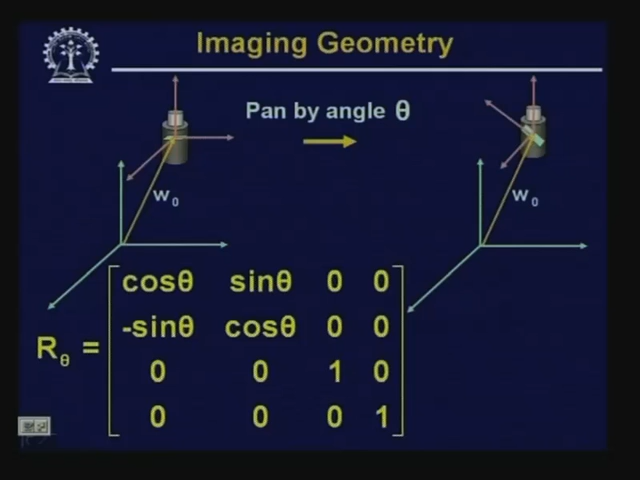 Imaging Geometry
Pan by angle θ
w₀
w₀
cosθ sinθ 0 0
-sinθ cosθ 0 0
R_θ =
0 0 1 0
0 0 0 1